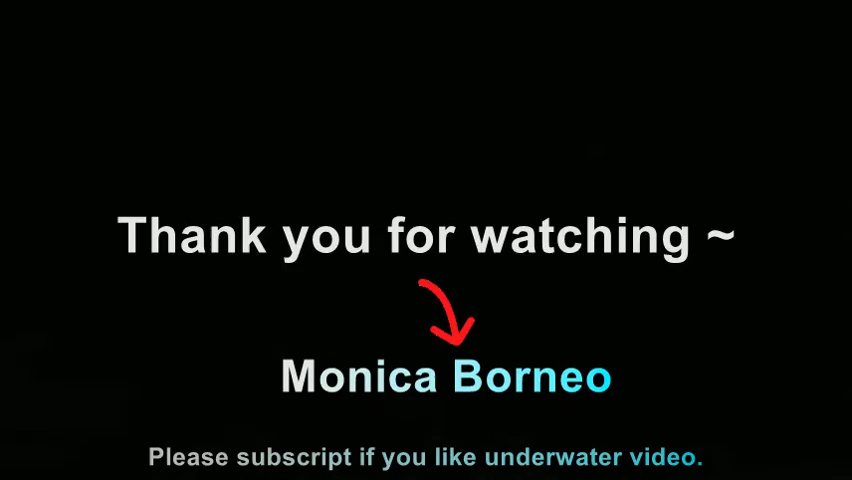 Thank you for watching ~
Monica Borneo
Please subscript if you like underwater video.